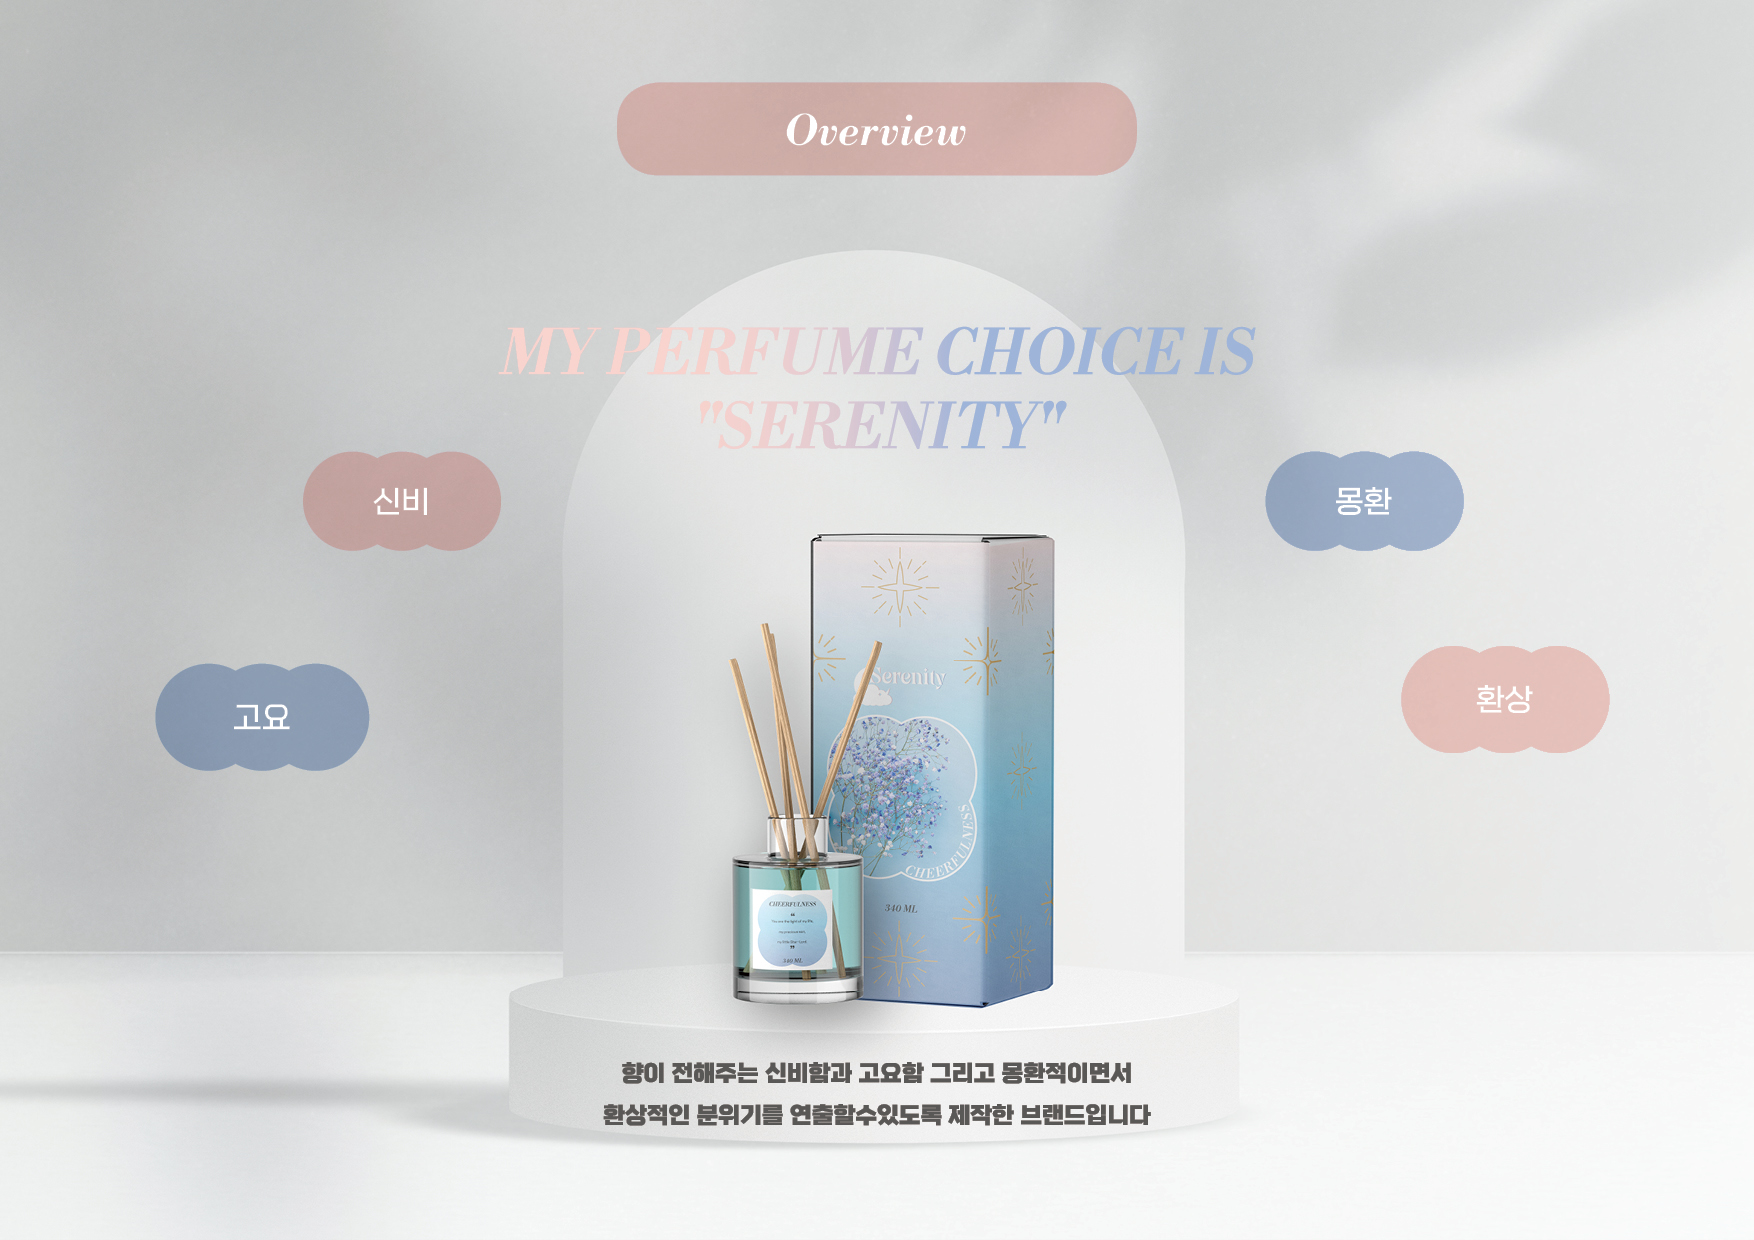 Overview
MY PERFUME CHOICE IS
"SERENITY"
신비
몽환
고요
환상
Serenity
CHEERFULNESS
340 ML
CHEERFULNESS
340 ML
향이 전해주는 신비함과 고요함 그리고 몽환적이면서
환상적인 분위기를 연출할수있도록 제작한 브랜드입니다